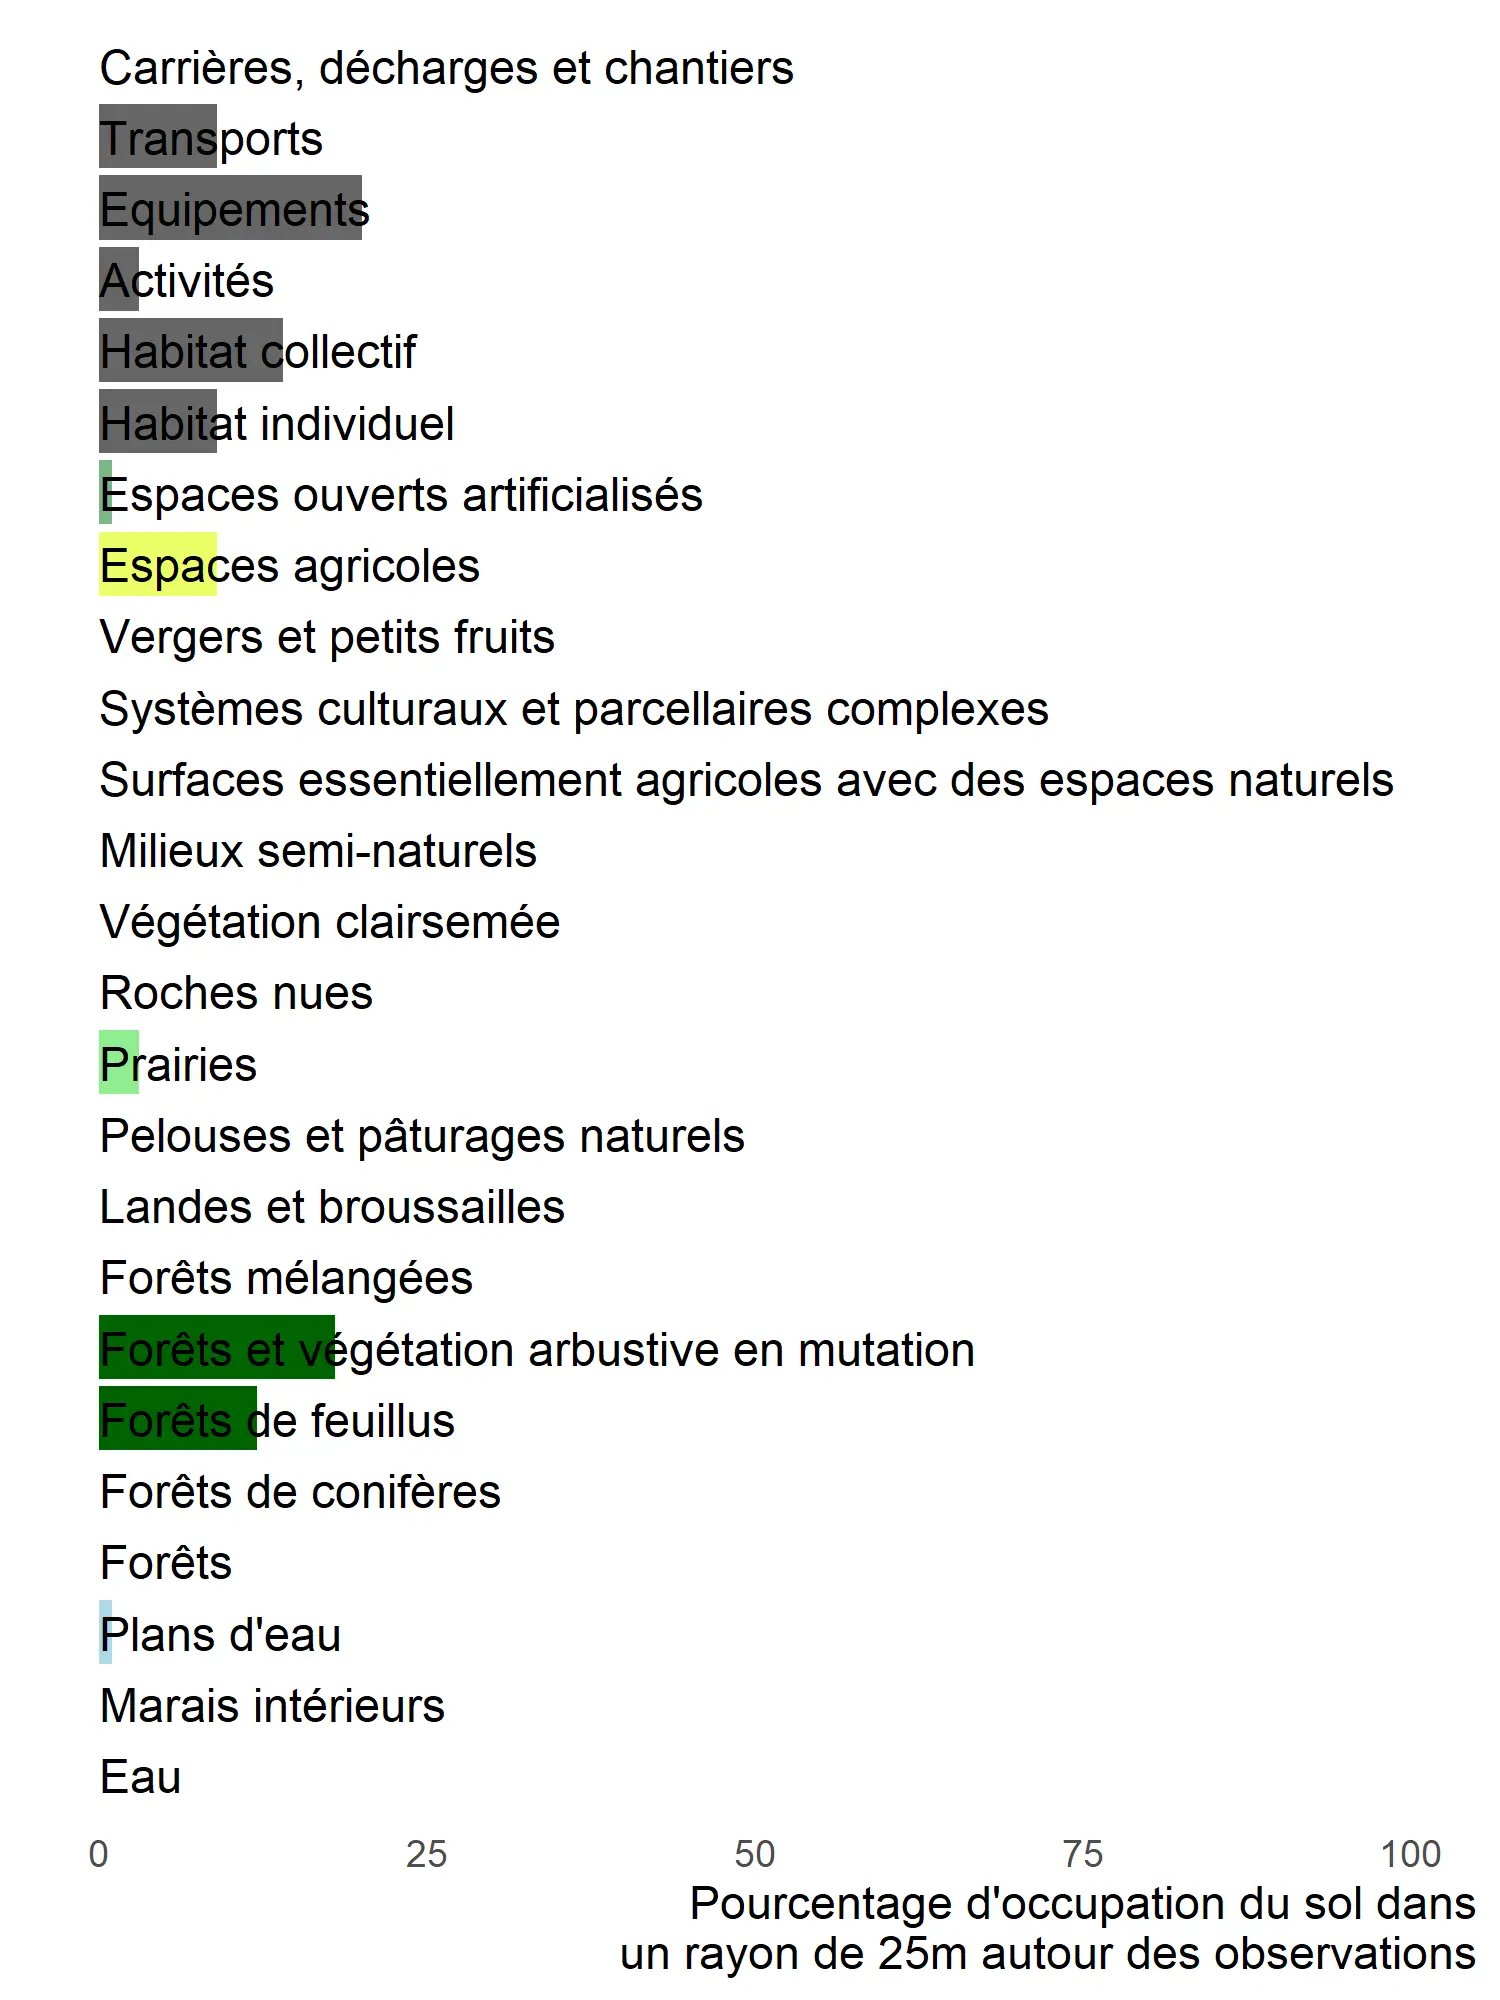 Carrières, décharges et chantiers
Transports
Equipements
Activités
Habitat collectif
Habitat individuel
Espaces ouverts artificialisés
Espaces agricoles
Vergers et petits fruits
Systèmes culturaux et parcellaires complexes
Surfaces essentiellement agricoles avec des espaces naturels
Milieux semi-naturels
Végétation clairsemée
Roches nues
Prairies
Pelouses et pâturages naturels
Landes et broussailles
Forêts mélangées
Forêts et végétation arbustive en mutation
Forêts de feuillus
Forêts de conifères
Forêts
Plans d'eau
Marais intérieurs
Eau
0 25 50 75 100
Pourcentage d'occupation du sol dans
un rayon de 25m autour des observations